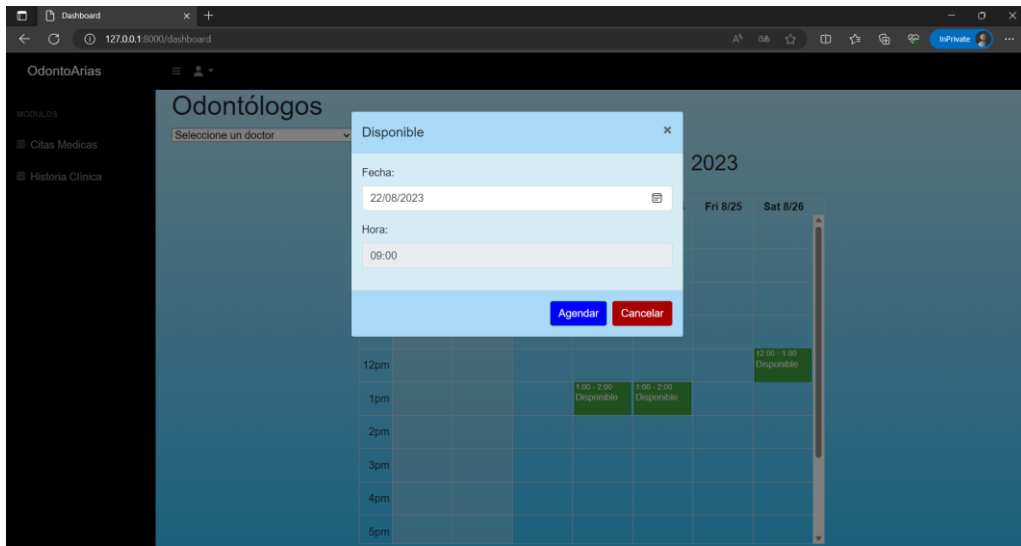 Dashboard
127.0.0.1:8000/dashboard
InPrivate
OdontoArias
MODULOS
Citas Medicas
Historia Clínica
Odontólogos
Seleccione un doctor
Disponible
Fecha:
22/08/2023
Hora:
09:00
Agendar Cancelar
2023
Fri 8/25 Sat 8/26
12pm
12:00 - 1:00
Disponible
1pm
1:00 - 2:00 1:00 - 2:00
Disponible Disponible
2pm
3pm
4pm
5pm